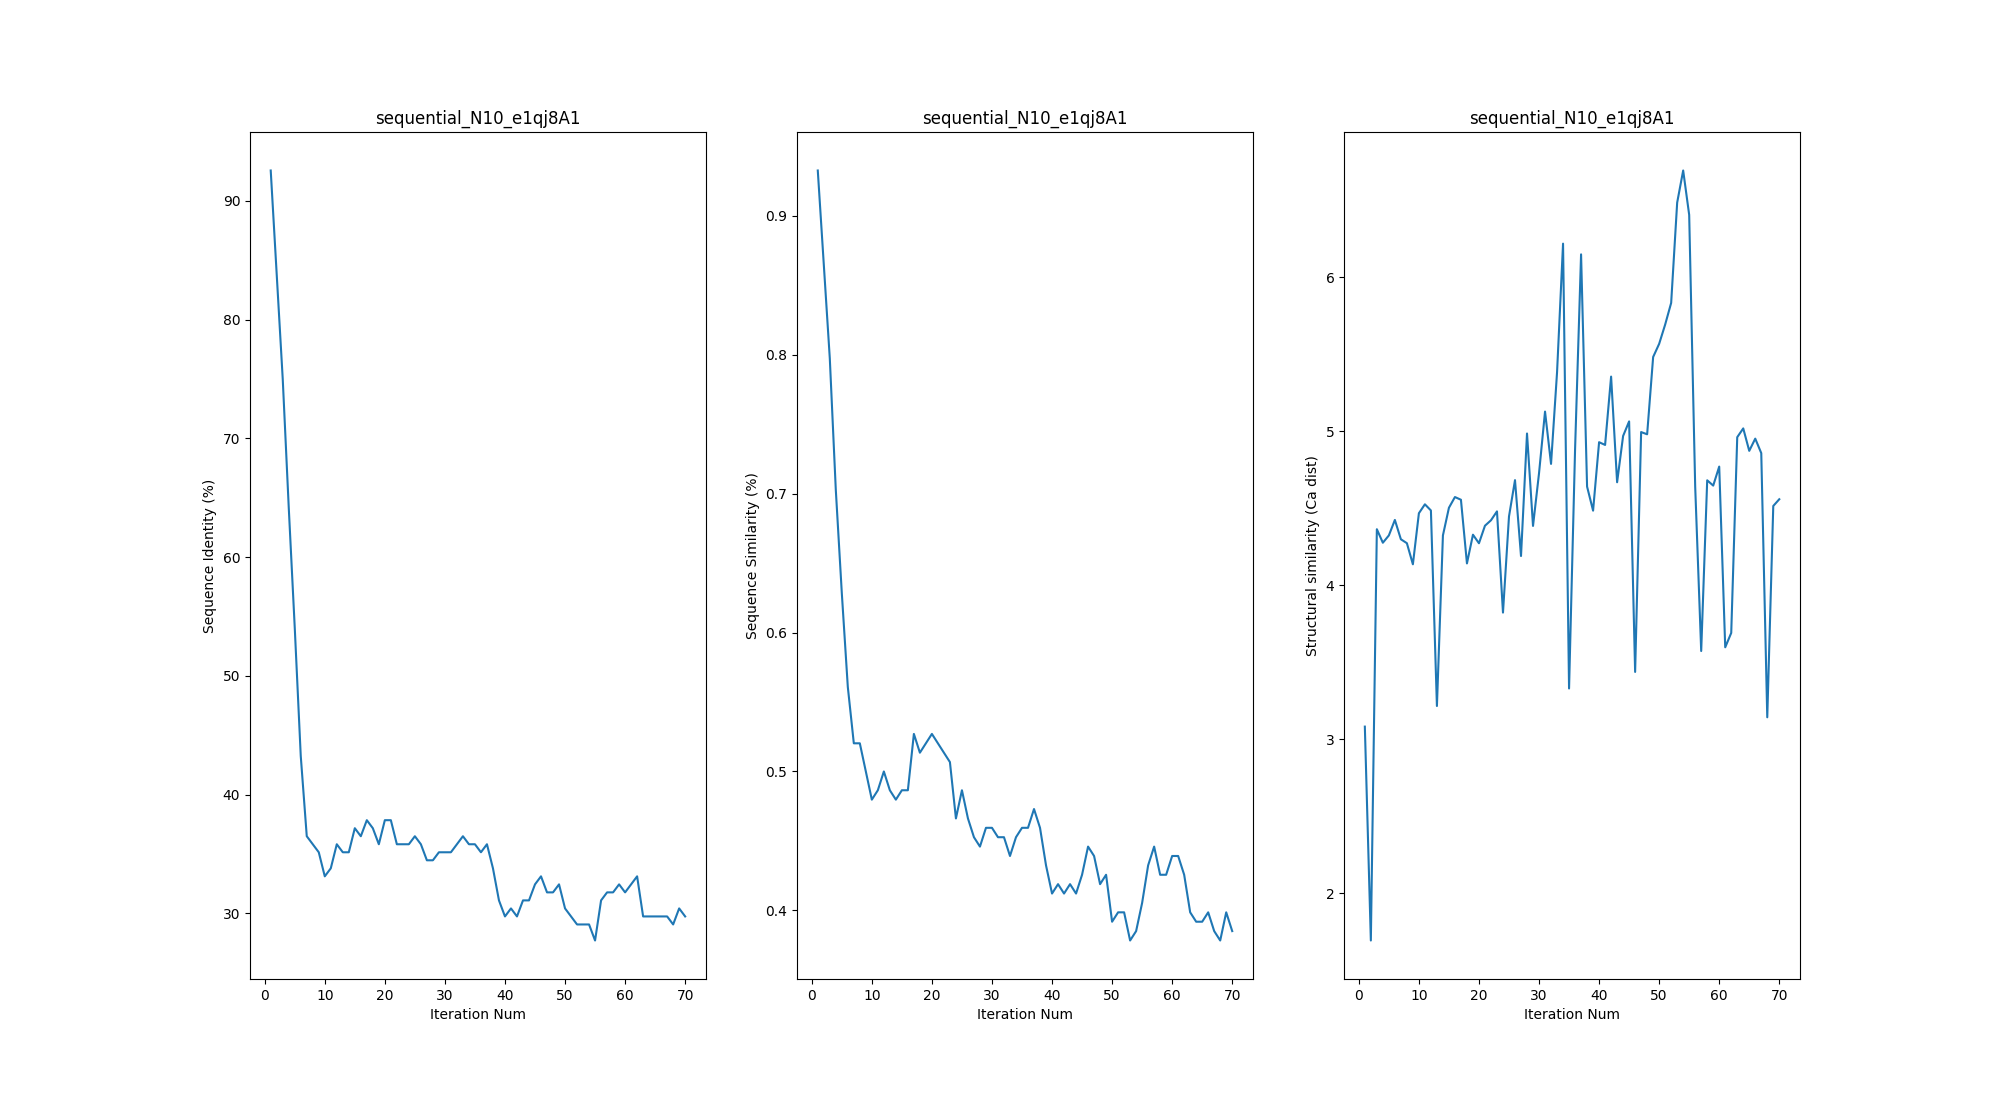 sequential_N10_e1qj8A1
Sequence Identity (%)
90
80
70
60
50
40
30
0 10 20 30 40 50 60 70
Iteration Num
sequential_N10_e1qj8A1
Sequence Similarity (%)
0.9
0.8
0.7
0.6
0.5
0.4
0 10 20 30 40 50 60 70
Iteration Num
sequential_N10_e1qj8A1
Structural similarity (Ca dist)
6
5
4
3
2
0 10 20 30 40 50 60 70
Iteration Num